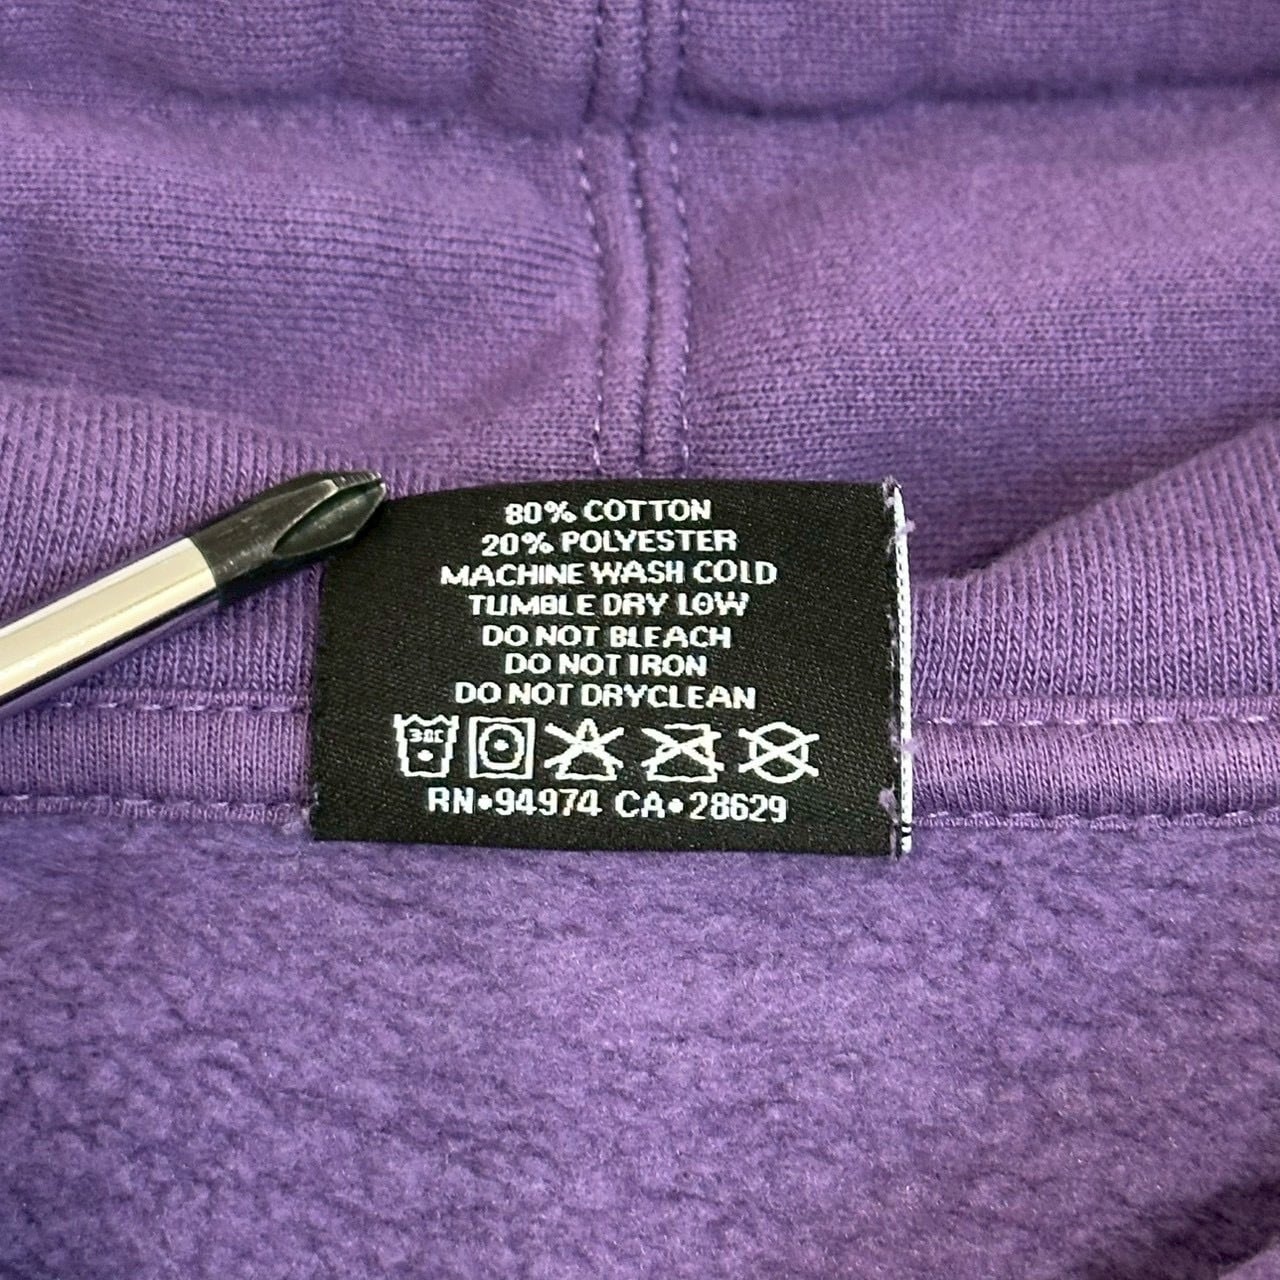 80% COTTON
20% POLYESTER
MACHINE WASH COLD
TUMBLE DRY LOW
DO NOT BLEACH
DO NOT IRON
DO NOT DRYCLEAN
RN•94974 CA•28629